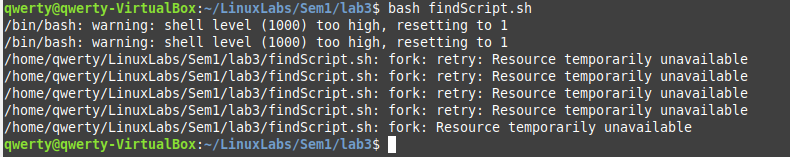 qwerty@qwerty-VirtualBox:~/LinuxLabs/Sem1/lab3$ bash findScript.sh
/bin/bash: warning: shell level (1000) too high, resetting to 1
/bin/bash: warning: shell level (1000) too high, resetting to 1
/home/qwerty/LinuxLabs/Sem1/lab3/findScript.sh: fork: retry: Resource temporarily unavailable
/home/qwerty/LinuxLabs/Sem1/lab3/findScript.sh: fork: retry: Resource temporarily unavailable
/home/qwerty/LinuxLabs/Sem1/lab3/findScript.sh: fork: retry: Resource temporarily unavailable
/home/qwerty/LinuxLabs/Sem1/lab3/findScript.sh: fork: retry: Resource temporarily unavailable
/home/qwerty/LinuxLabs/Sem1/lab3/findScript.sh: fork: Resource temporarily unavailable
qwerty@qwerty-VirtualBox:~/LinuxLabs/Sem1/lab3$